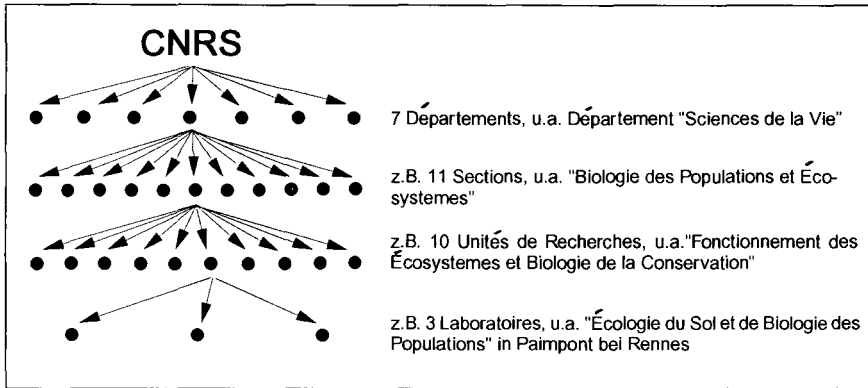 CNRS
7 Départements, u.a. Département "Sciences de la Vie"
z.B. 11 Sections, u.a. "Biologie des Populations et Éco-
systemes"
z.B. 10 Unités de Recherches, u.a."Fonctionnement des
Écosystemes et Biologie de la Conservation"
z.B. 3 Laboratoires, u.a. "Écologie du Sol et de Biologie des
Populations" in Paimpont bei Rennes